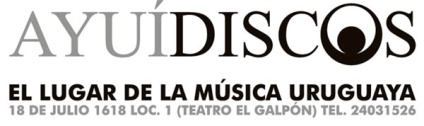 AYUÍDISCOS
EL LUGAR DE LA MÚSICA URUGUAYA
18 DE JULIO 1618 LOC. 1 (TEATRO EL GALPÓN) TEL. 24031526